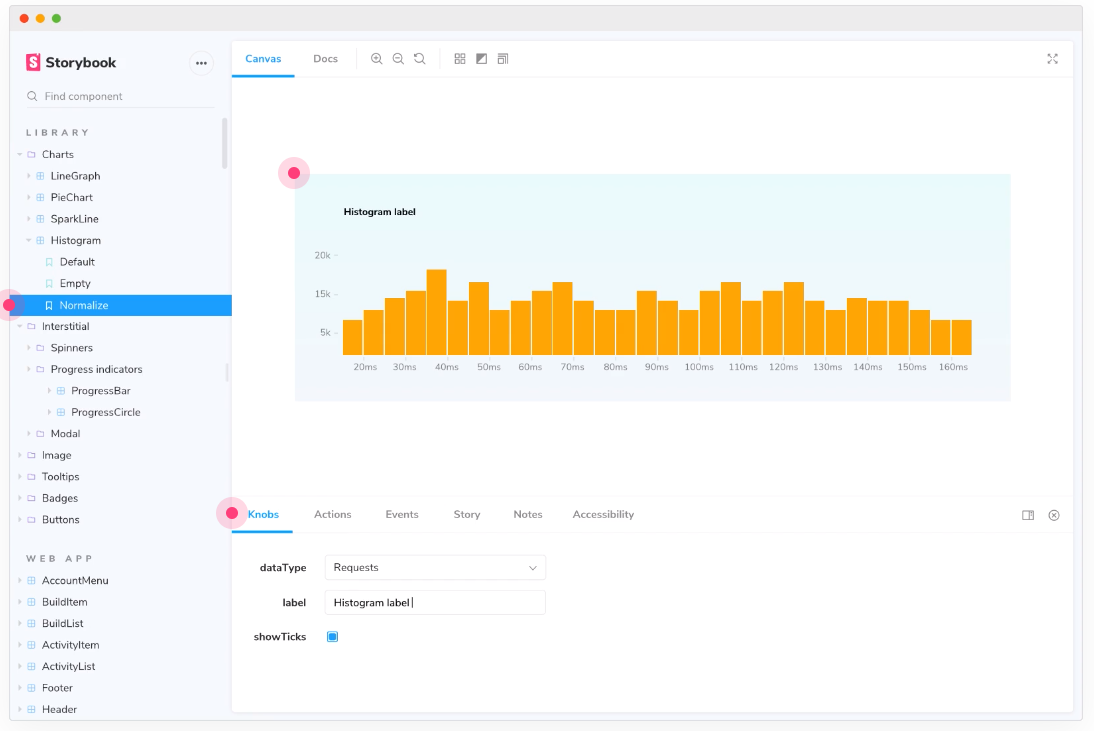 Storybook
Find component
LIBRARY
Charts
LineGraph
PieChart
SparkLine
Histogram
Default
Empty
Normalize
Interstitial
Spinners
Progress indicators
ProgressBar
ProgressCircle
Modal
Image
Tooltips
Badges
Buttons
WEB APP
AccountMenu
BuildItem
BuildList
ActivityItem
ActivityList
Footer
Header
Canvas Docs
Histogram label
20k
15k
5k
20ms 30ms 40ms 50ms 60ms 70ms 80ms 90ms 100ms 110ms 120ms 130ms 140ms 150ms 160ms
Knobs Actions Events Story Notes Accessibility
dataType Requests
label Histogram label
showTicks